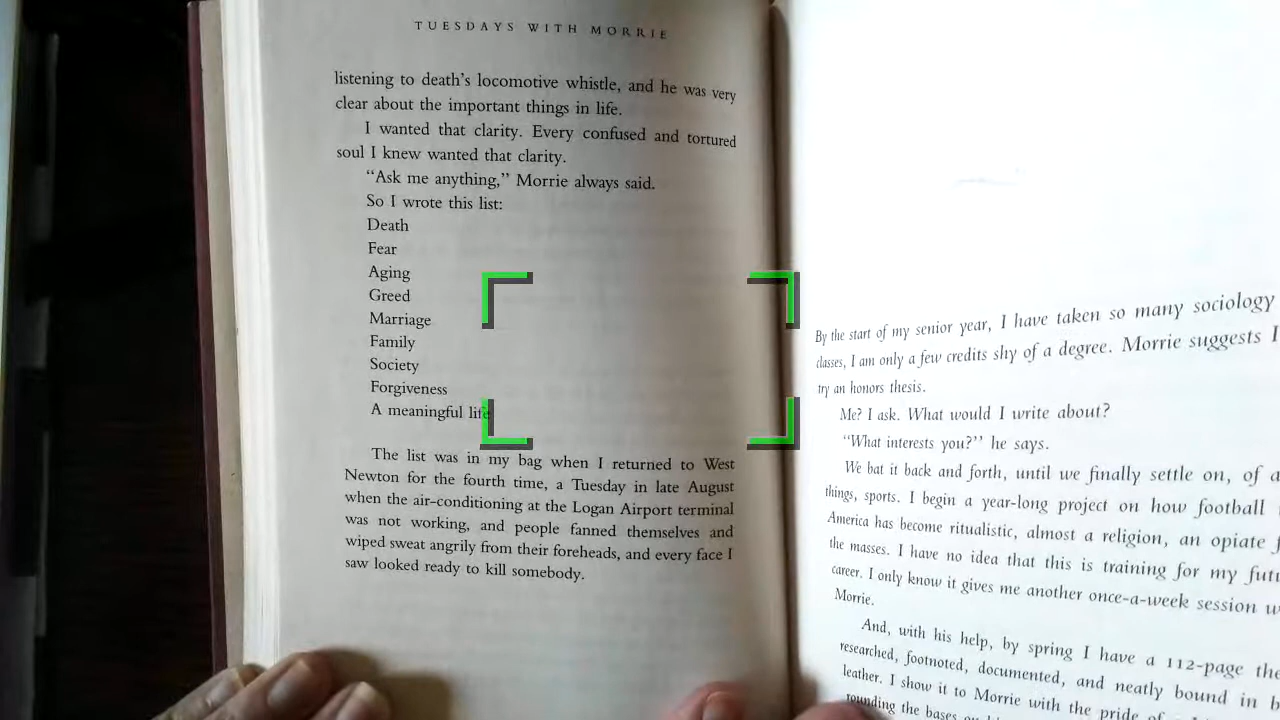 TUESDAYS WITH MORRIE
listening to death's locomotive whistle, and he was very
clear about the important things in life.
I wanted that clarity. Every confused and tortured
soul I knew wanted that clarity.
“Ask me anything,” Morrie always said.
So I wrote this list:
Death
Fear
Aging
Greed
Marriage
Family
Society
Forgiveness
A meaningful life
The list was in my bag when I returned to West
Newton for the fourth time, a Tuesday in late August
when the air-conditioning at the Logan Airport terminal
was not working, and people fanned themselves and
wiped sweat angrily from their foreheads, and every face I
saw looked ready to kill somebody.
By the start of my senior year, I have taken so many sociology
classes, I am only a few credits shy of a degree. Morrie suggests I
try an honors thesis.
Me? I ask. What would I write about?
“What interests you?” he says.
We bat it back and forth, until we finally settle on, of
things, sports. I begin a year-long project on how football
America has become ritualistic, almost a religion, an opiate
the masses. I have no idea that this is training for my
career. I only know it gives me another once-a-week session
Morrie.
And, with his help, by spring I have a 112-page
researched, footnoted, documented, and neatly bound in
leather. I show it to Morrie with the pride of
rounding the bases